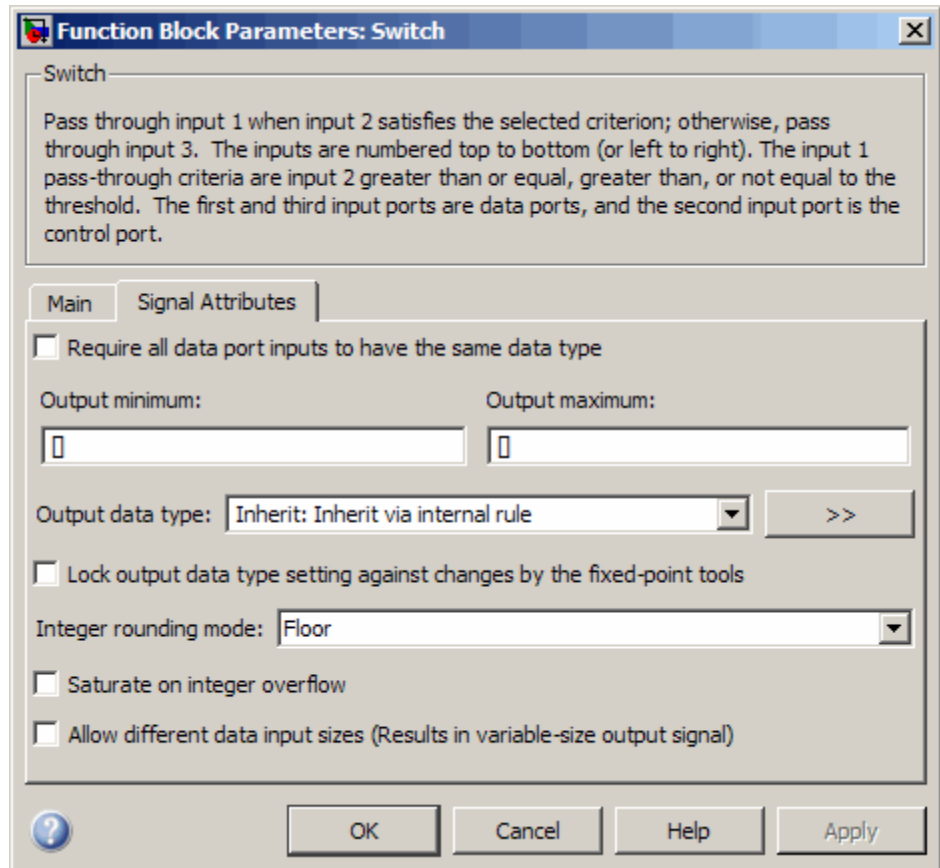 Function Block Parameters: Switch
Switch
Pass through input 1 when input 2 satisfies the selected criterion; otherwise, pass
through input 3.  The inputs are numbered top to bottom (or left to right). The input 1
pass-through criteria are input 2 greater than or equal, greater than, or not equal to the
threshold.  The first and third input ports are data ports, and the second input port is the
control port.
Main Signal Attributes
Require all data port inputs to have the same data type
Output minimum: Output maximum:
[] []
Output data type: Inherit: Inherit via internal rule >>
Lock output data type setting against changes by the fixed-point tools
Integer rounding mode: Floor
Saturate on integer overflow
Allow different data input sizes (Results in variable-size output signal)
? OK Cancel Help Apply